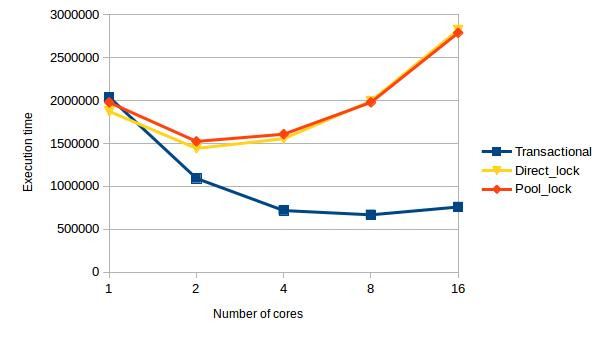 3000000
2500000
2000000
1500000
1000000
500000
0
Execution time
1 2 4 8 16
Number of cores
Transactional
Direct_lock
Pool_lock